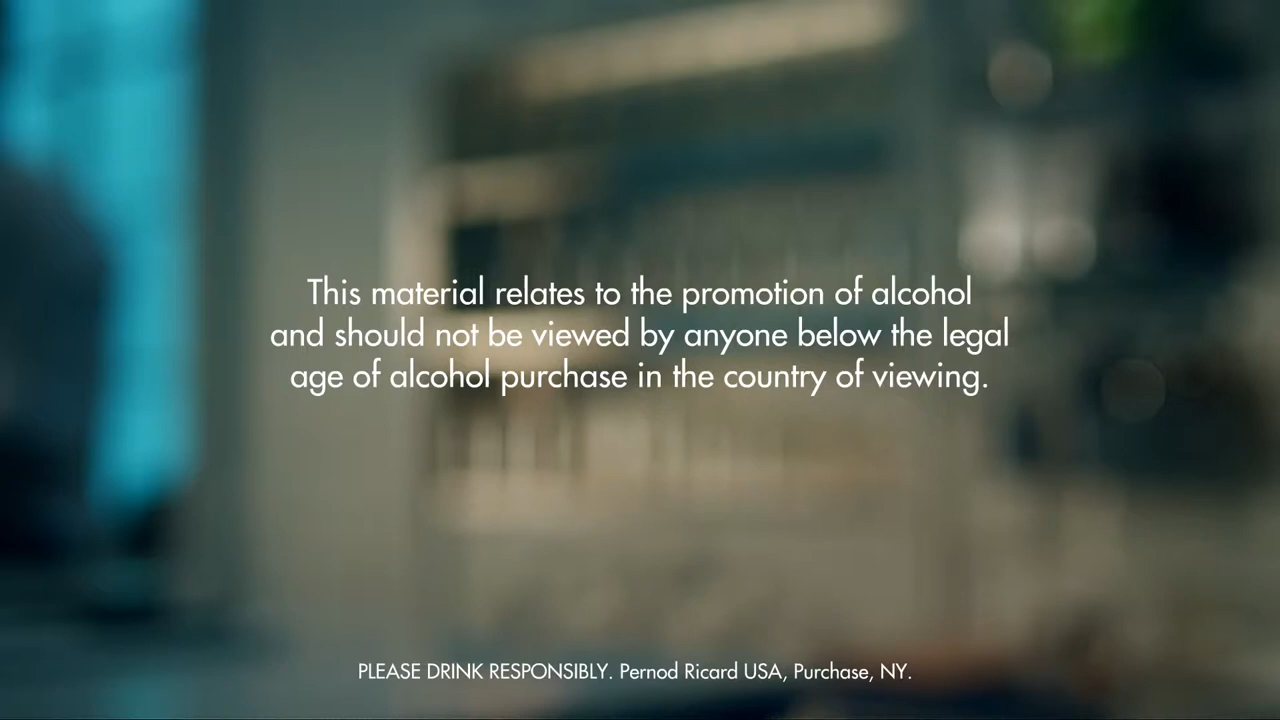 This material relates to the promotion of alcohol
and should not be viewed by anyone below the legal
age of alcohol purchase in the country of viewing.
PLEASE DRINK RESPONSIBLY. Pernod Ricard USA, Purchase, NY.